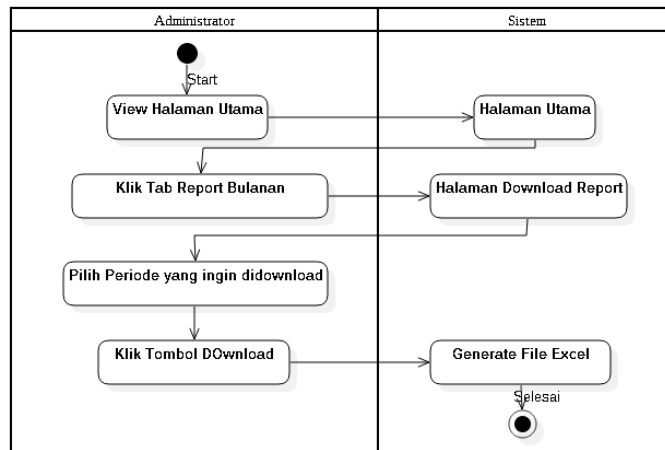 Administrator
Sistem
Start
View Halaman Utama
Halaman Utama
Klik Tab Report Bulanan
Halaman Download Report
Pilih Periode yang ingin didownload
Klik Tombol DOwnload
Generate File Excel
Selesai